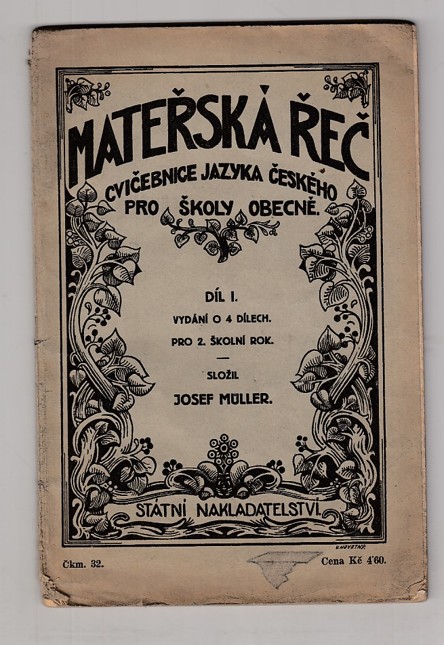 MATEŘSKÁ ŘEČ
CVIČEBNICE JAZYKA ČESKÉHO
PRO ŠKOLY OBECNÉ.
DÍL I.
VYDÁNÍ O 4 DÍLECH.
PRO 2. ŠKOLNÍ ROK.
—
SLOŽIL
JOSEF MÜLLER.
STÁTNÍ NAKLADATELSTVÍ.
Čkm. 32.
Cena Kč 4'60.